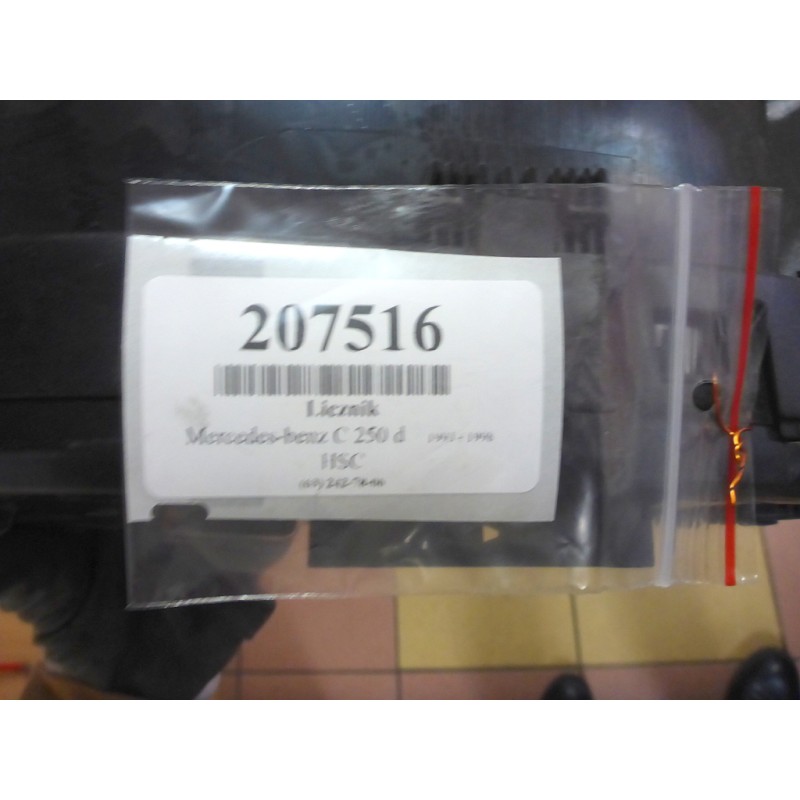 207516
Licznik
Mercedes-benz C 250 d 1993 - 1998
HSC